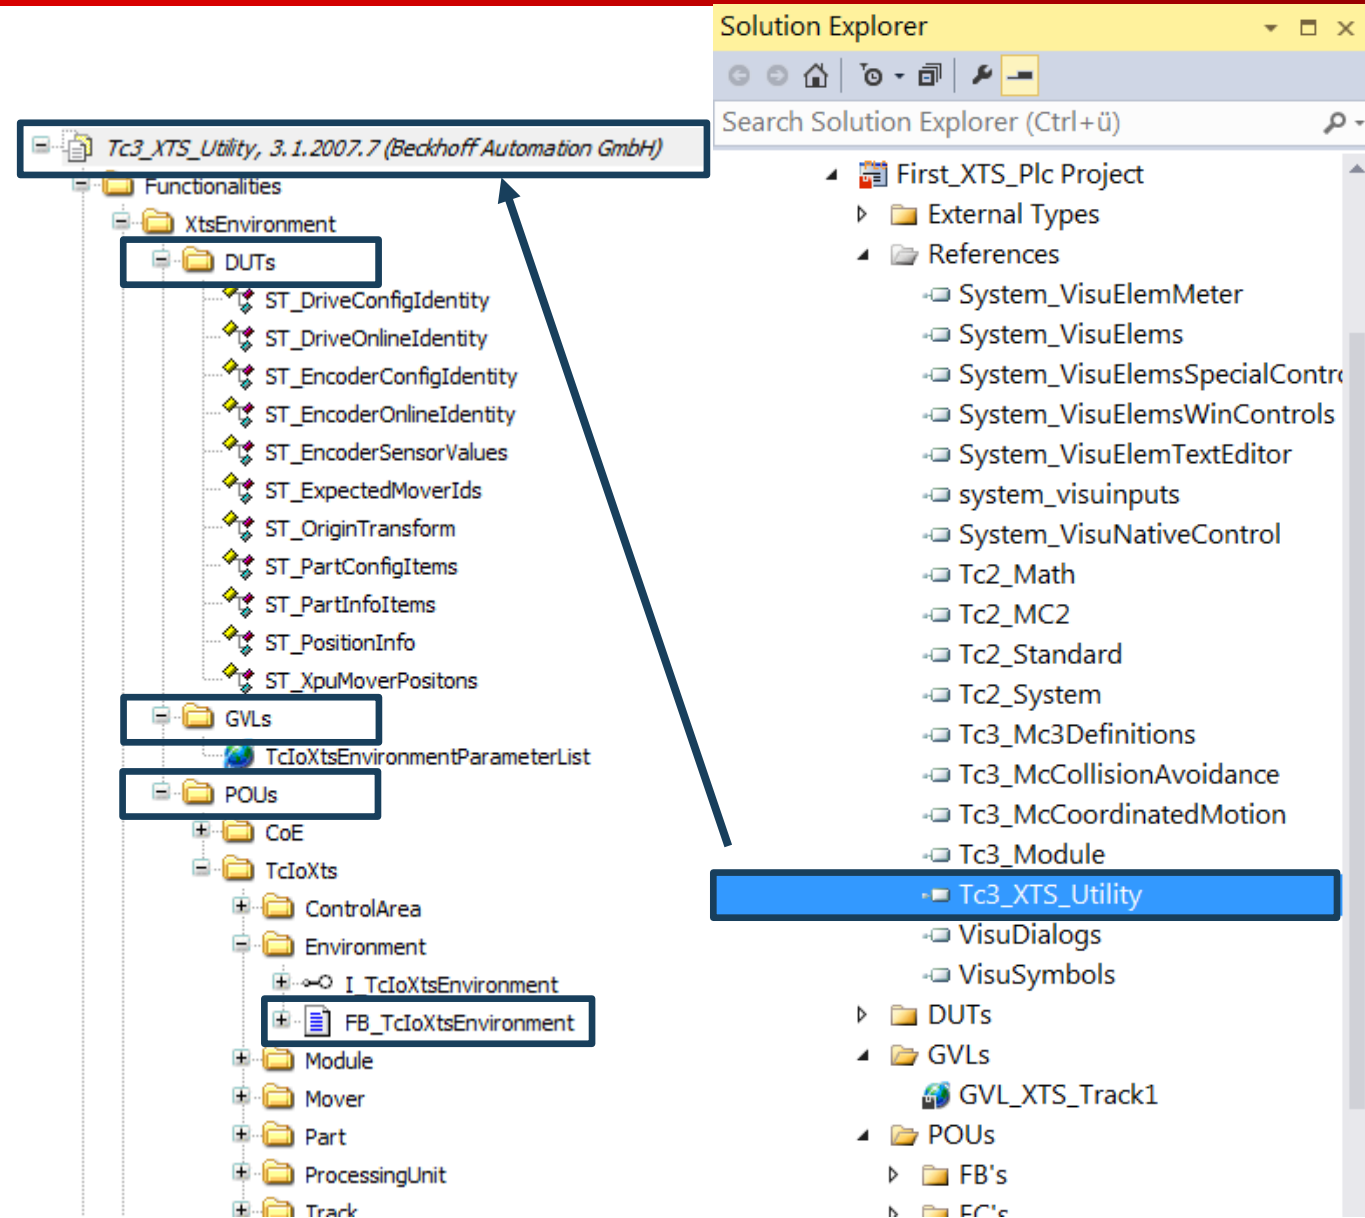 Tc3_XTS_Utility, 3.1.2007.7 (Beckhoff Automation GmbH)
Functionalities
XtsEnvironment
DUTs
ST_DriveConfigIdentity
ST_DriveOnlineIdentity
ST_EncoderConfigIdentity
ST_EncoderOnlineIdentity
ST_EncoderSensorValues
ST_ExpectedMoverIds
ST_OriginTransform
ST_PartConfigItems
ST_PartInfoItems
ST_PositionInfo
ST_XpuMoverPositons
GVLs
TcIoXtsEnvironmentParameterList
POUs
CoE
TcIoXts
ControlArea
Environment
I_TcIoXtsEnvironment
FB_TcIoXtsEnvironment
Module
Mover
Part
ProcessingUnit
Track
Solution Explorer
Search Solution Explorer (Ctrl+ü)
First_XTS_Plc Project
External Types
References
System_VisuElemMeter
System_VisuElems
System_VisuElemsSpecialContro
System_VisuElemsWinControls
System_VisuElemTextEditor
system_visuinputs
System_VisuNativeControl
Tc2_Math
Tc2_MC2
Tc2_Standard
Tc2_System
Tc3_Mc3Definitions
Tc3_McCollisionAvoidance
Tc3_McCoordinatedMotion
Tc3_Module
Tc3_XTS_Utility
VisuDialogs
VisuSymbols
DUTs
GVLs
GVL_XTS_Track1
POUs
FB's
FC's